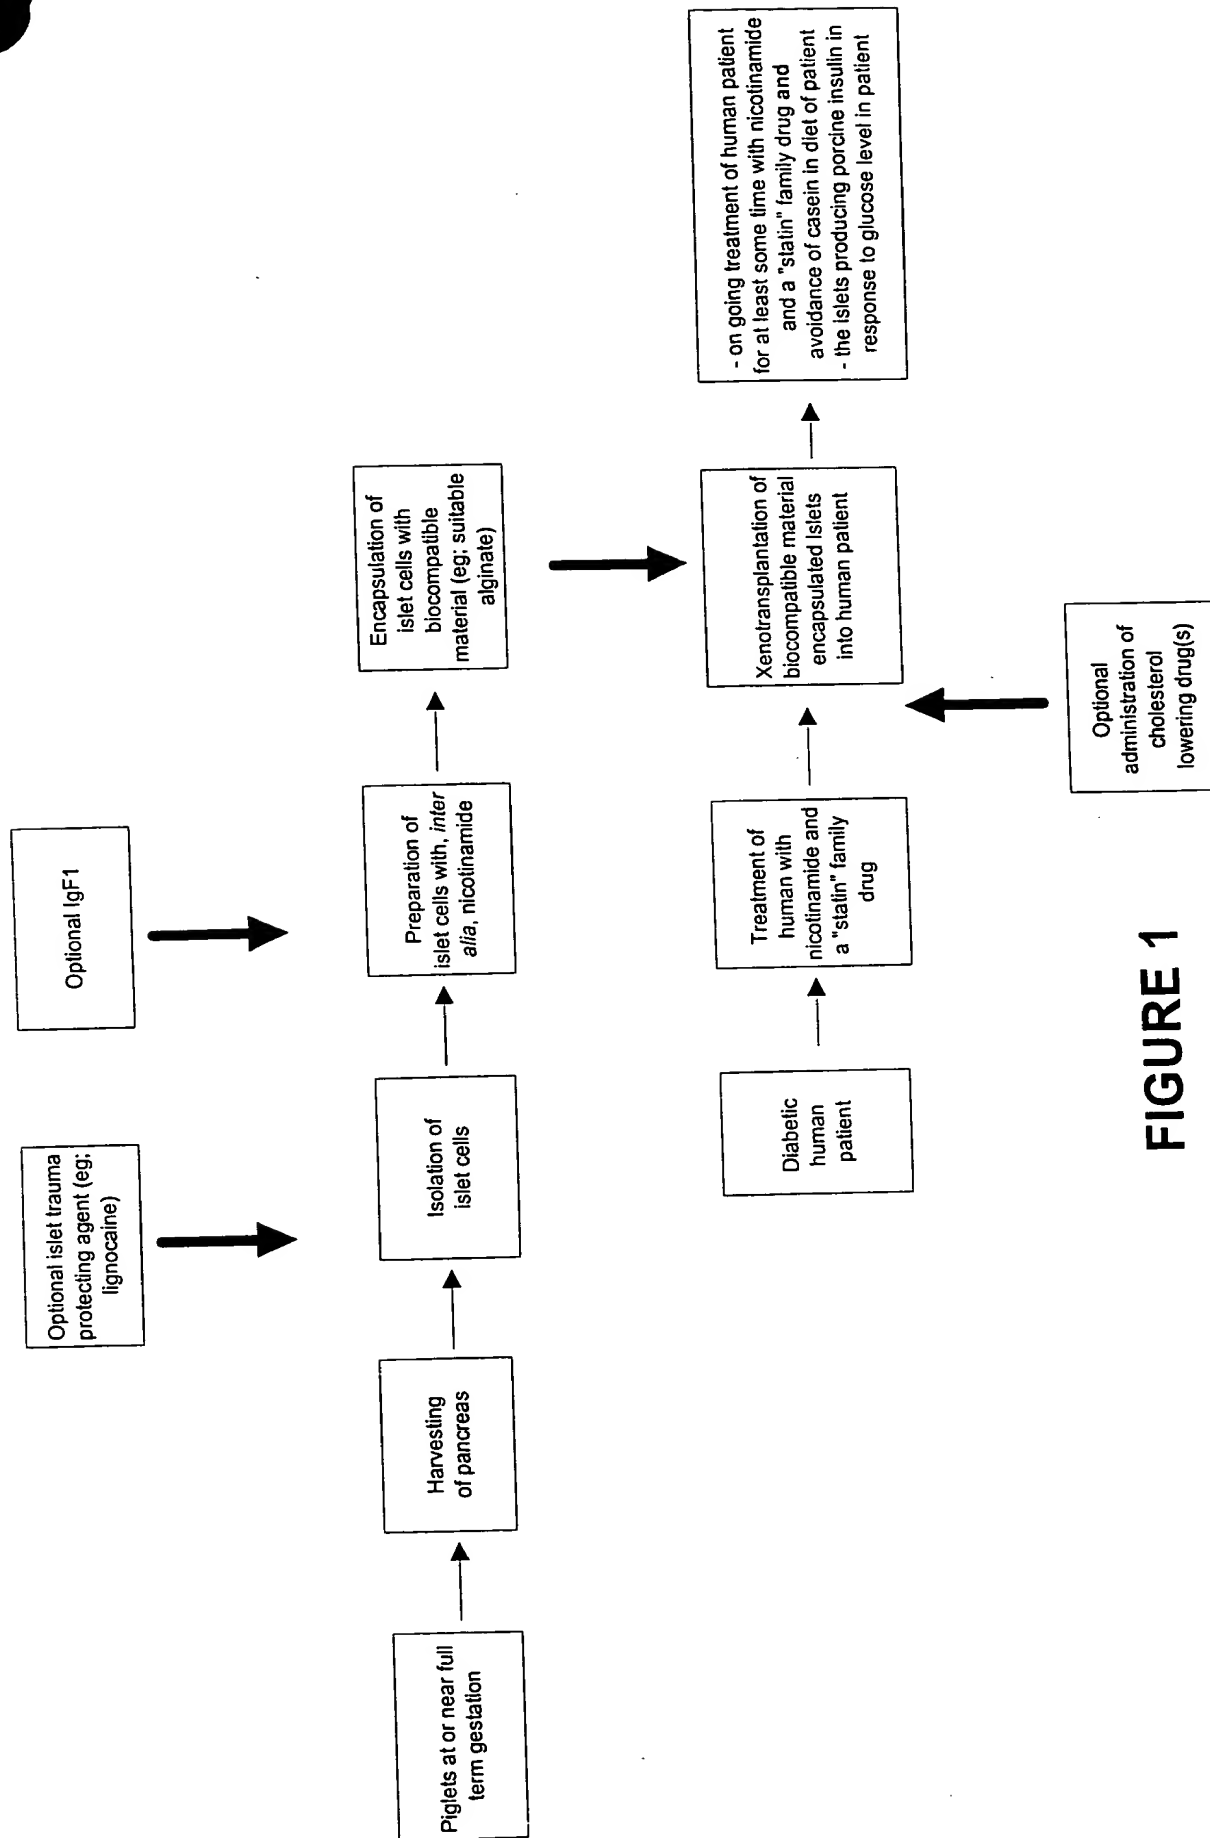 Optional islet trauma
protecting agent (eg;
lignocaine)
Optional IgF1
Piglets at or near full
term gestation
Harvesting
of pancreas
Isolation of
islet cells
Preparation of
islet cells with, inter
alia, nicotinamide
Encapsulation of
islet cells with
biocompatible
material (eg; suitable
alginate)
Diabetic
human
patient
Treatment of
human with
nicotinamide and
a "statin" family
drug
Xenotransplantation of
biocompatible material
encapsulated Islets
into human patient
- on going treatment of human patient
for at least some time with nicotinamide
and a "statin" family drug and
avoidance of casein in diet of patient
- the islets producing porcine insulin in
response to glucose level in patient
Optional
administration of
cholesterol
lowering drug(s)
FIGURE 1